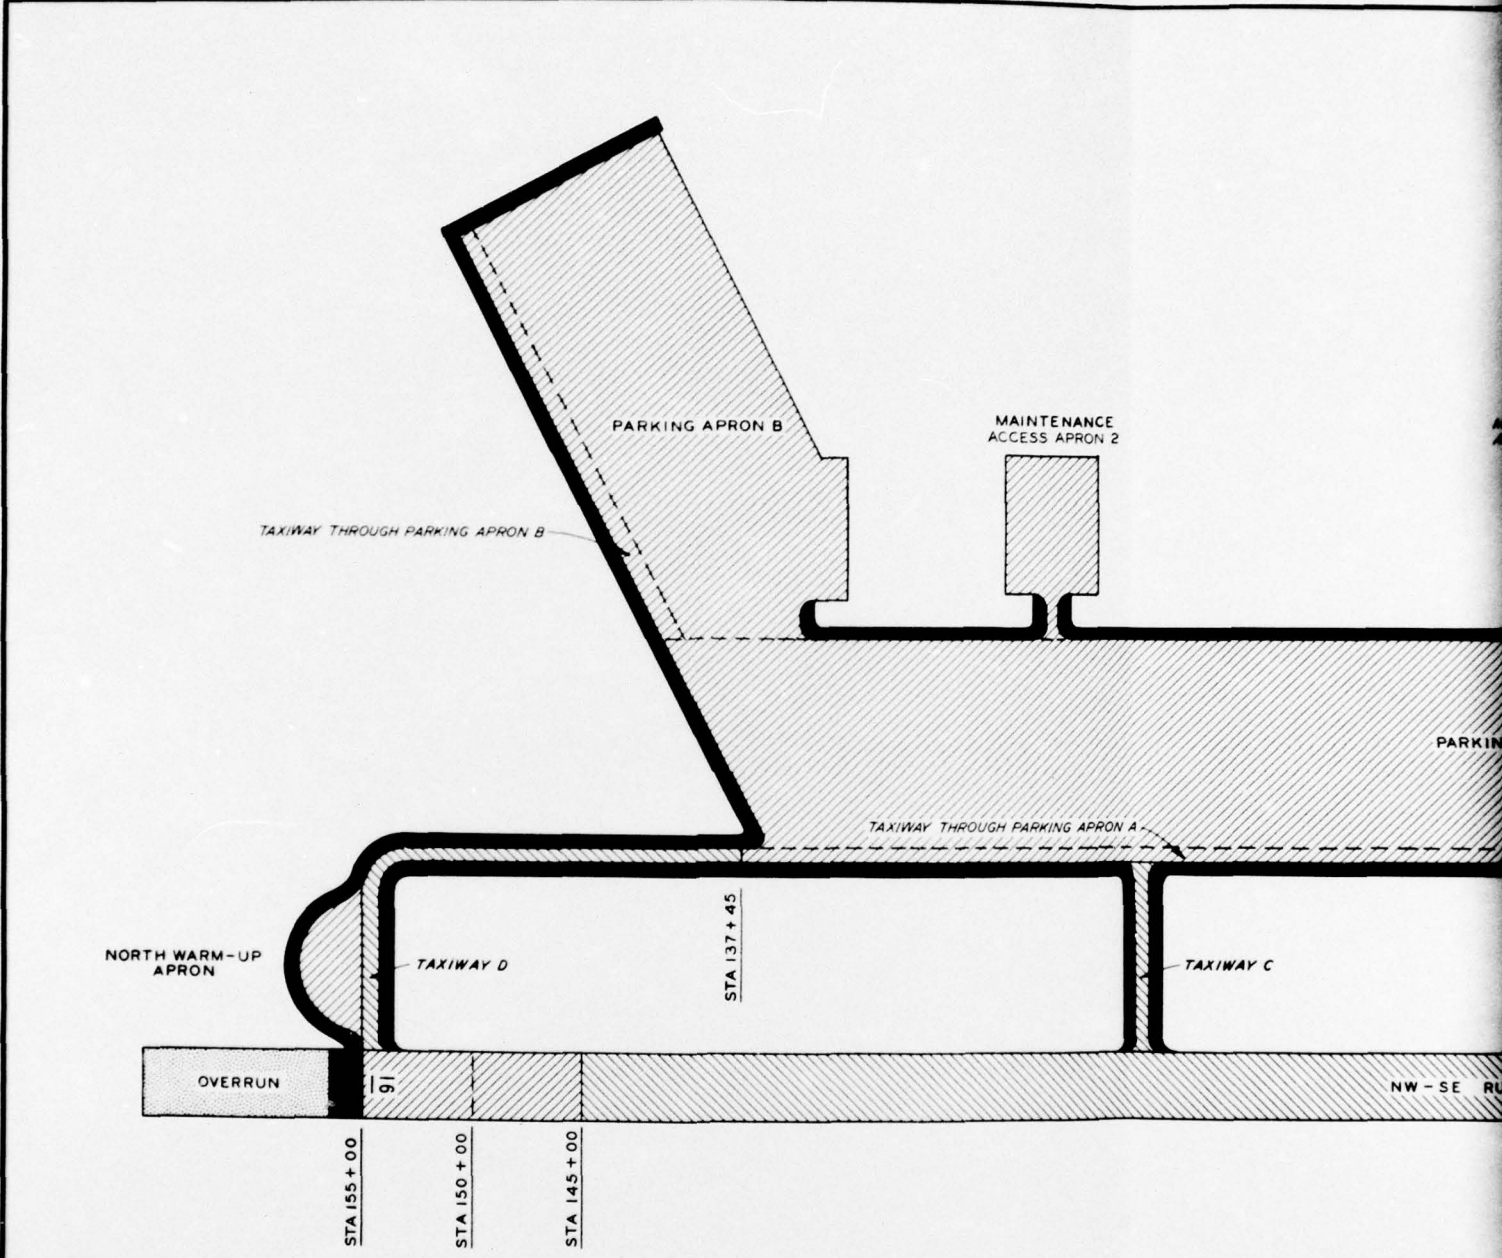 PARKING APRON B
MAINTENANCE
ACCESS APRON 2
TAXIWAY THROUGH PARKING APRON B
PARKIN
TAXIWAY THROUGH PARKING APRON A
STA 137 + 45
NORTH WARM-UP
APRON
TAXIWAY D
TAXIWAY C
OVERRUN
16
NW - SE RU
STA 155 + 00
STA 150 + 00
STA 145 + 00